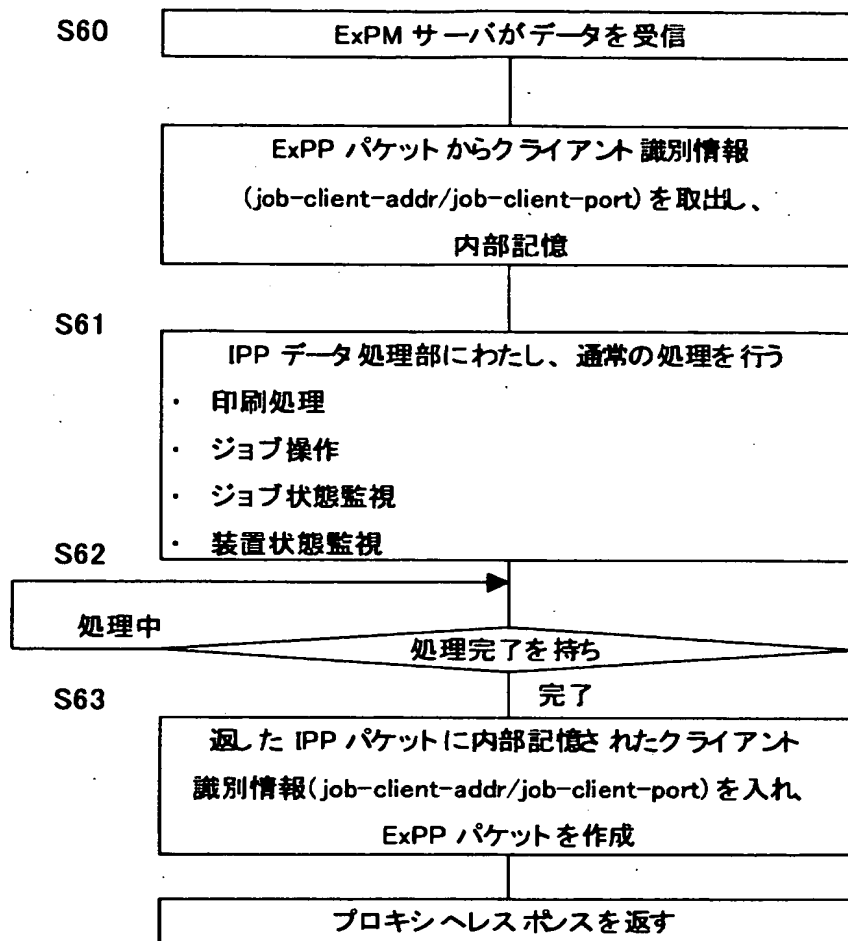 S60
ExPM サーバがデータを受信
ExPP パケットからクライアント識別情報
(job-client-addr/job-client-port)を取出し、
内部記憶
S61
IPP データ処理部にわたし、通常の処理を行う
・ 印刷処理
・ ジョブ操作
・ ジョブ状態監視
・ 装置状態監視
S62
処理中
処理完了を持ち
完了
S63
返した IPP パケットに内部記憶されたクライアント
識別情報(job-client-addr/job-client-port)を入れ、
ExPP パケットを作成
プロキシへレスポンスを返す